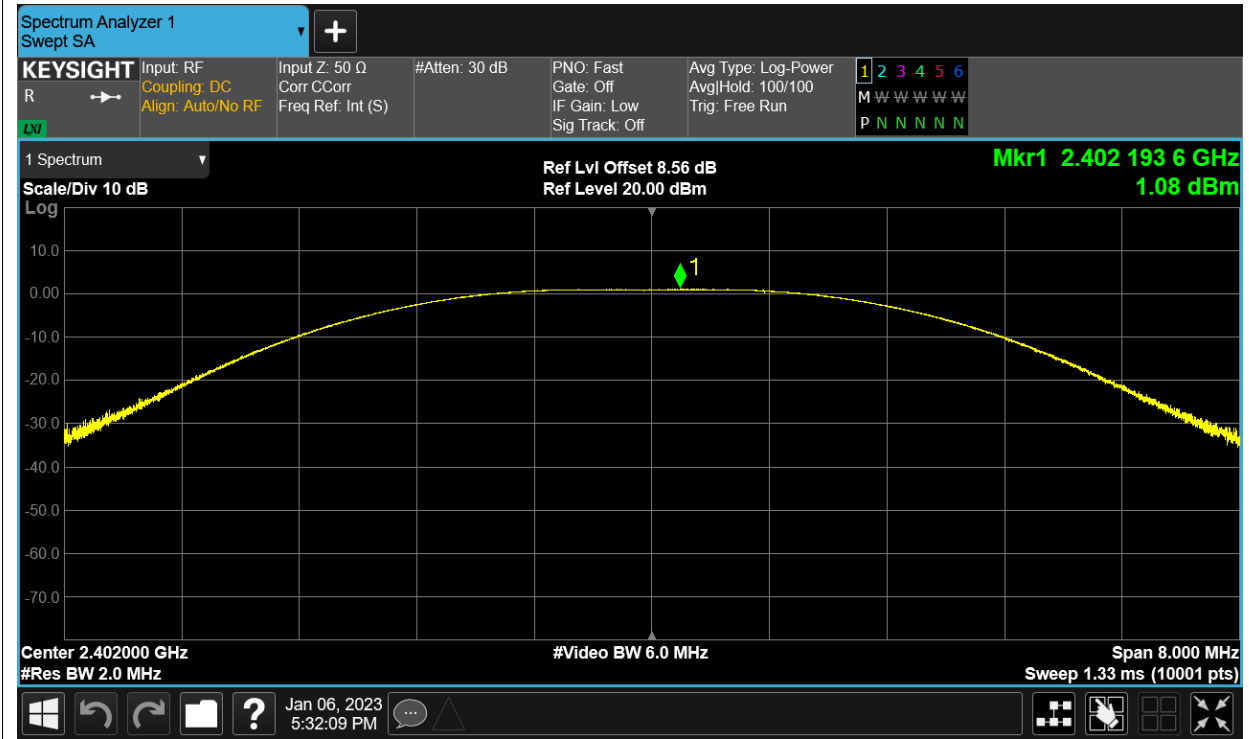 Spectrum Analyzer 1
Swept SA
KEYSIGHT
R
LXI
Input: RF
Coupling: DC
Align: Auto/No RF
Input Z: 50 Ω
Corr CCorr
Freq Ref: Int (S)
#Atten: 30 dB
PNO: Fast
Gate: Off
IF Gain: Low
Sig Track: Off
Avg Type: Log-Power
Avg|Hold: 100/100
Trig: Free Run
1 2 3 4 5 6
M W W W W W
P N N N N N
1 Spectrum
Scale/Div 10 dB
Ref Lvl Offset 8.56 dB
Ref Level 20.00 dBm
Mkr1 2.402 193 6 GHz
1.08 dBm
Log
10.0
0.00
-10.0
-20.0
-30.0
-40.0
-50.0
-60.0
-70.0
1
Center 2.402000 GHz
#Res BW 2.0 MHz
#Video BW 6.0 MHz
Span 8.000 MHz
Sweep 1.33 ms (10001 pts)
?
Jan 06, 2023
5:32:09 PM